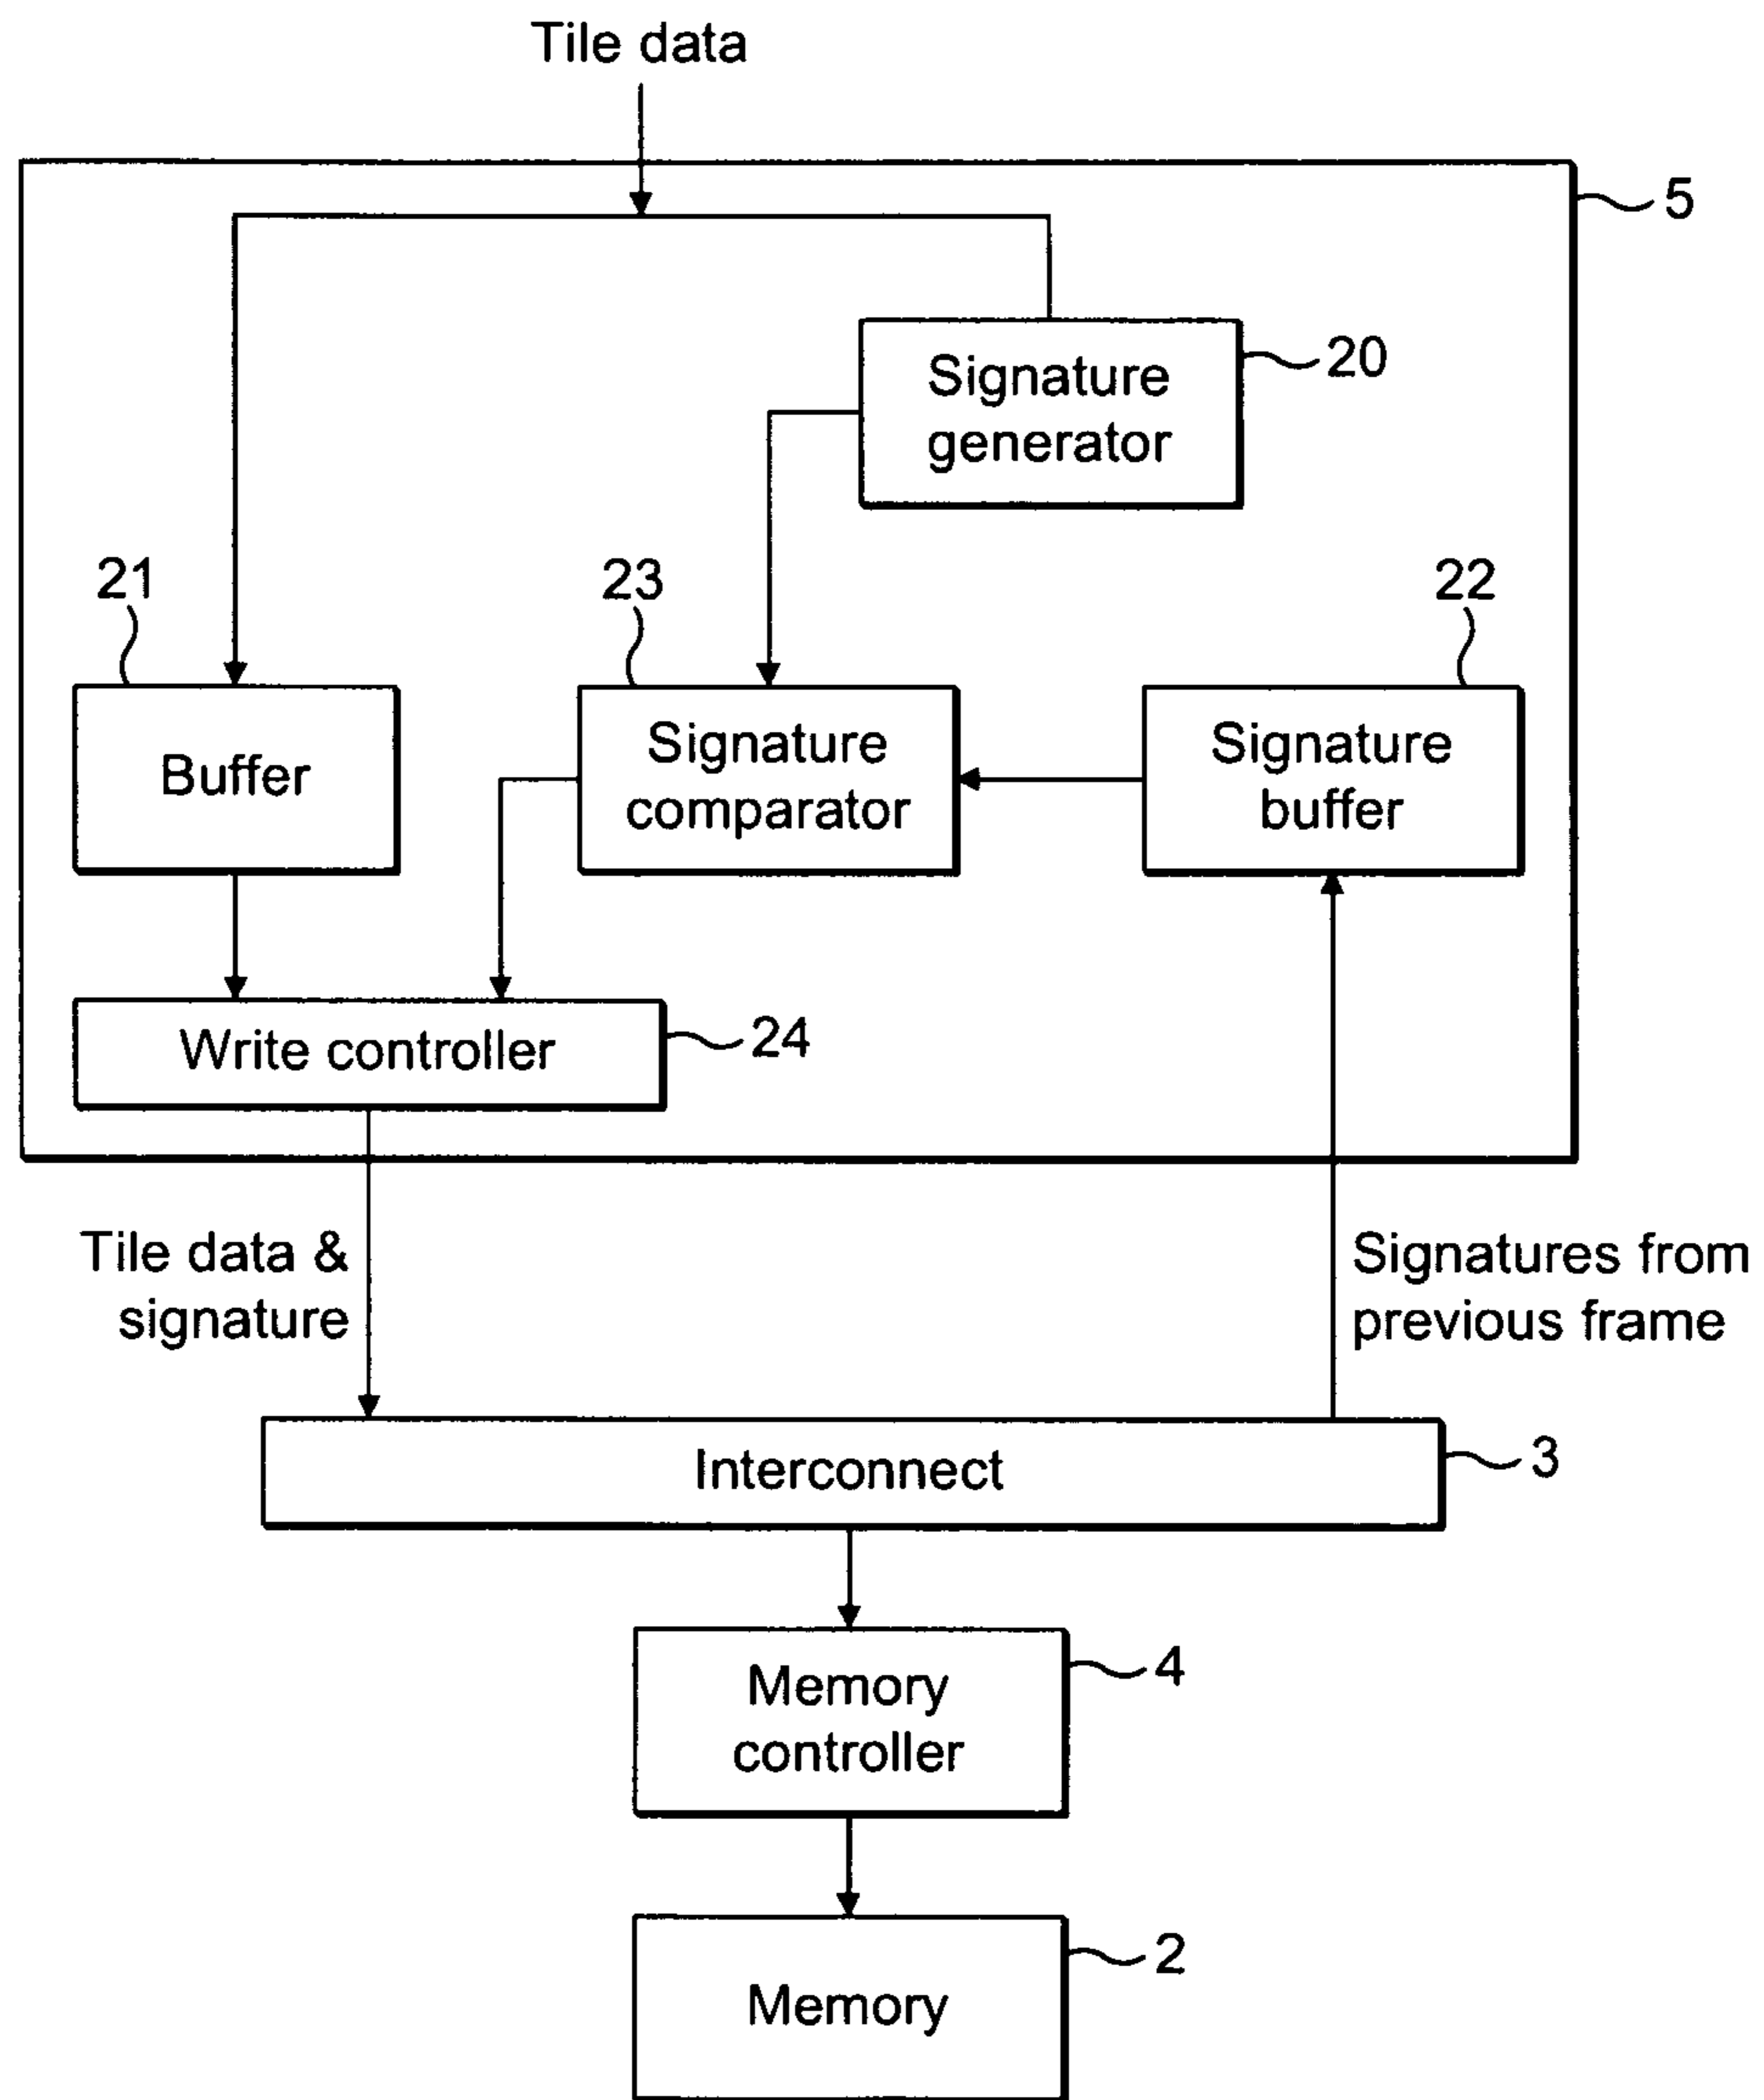 Tile data
5
Signature
generator
20
21
23
22
Buffer
Signature
comparator
Signature
buffer
Write controller
24
Tile data &
signature
Signatures from
previous frame
Interconnect
3
Memory
controller
4
2
Memory